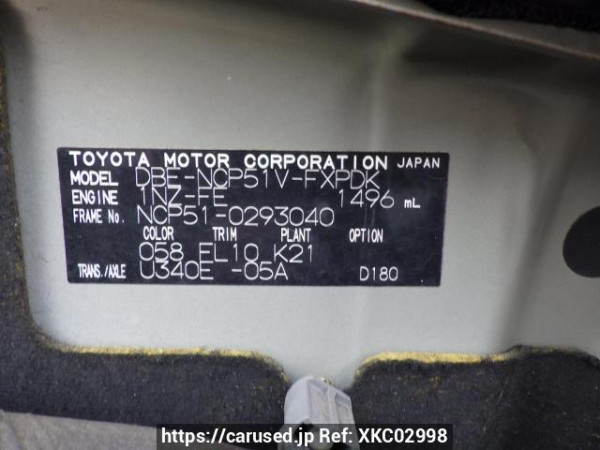 TOYOTA MOTOR CORPORATION JAPAN
MODEL DBE-NCP51V-FXPDK
ENGINE 1NZ-FE 1496 mL
FRAME No. NCP51-0293040
COLOR TRIM PLANT OPTION
058 FL10 K21
TRANS./AXLE U340E -05A D180
https://carused.jp Ref: XKC02998